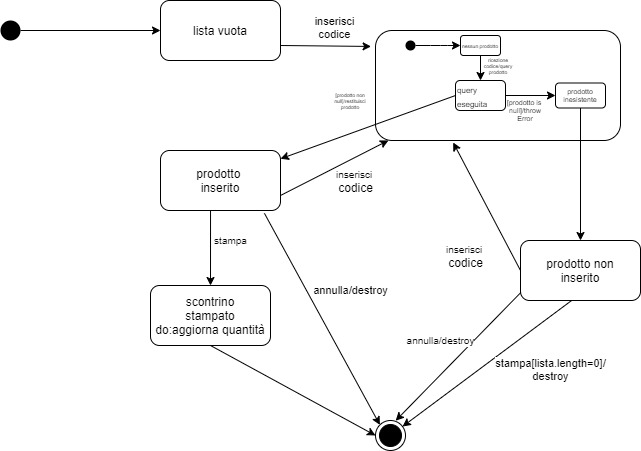 lista vuota
inserisci
codice
nessun prodotto
ricezione
codice/query
prodotto
query
eseguita
[prodotto is
null]/throw
Error
prodotto
inesistente
[prodotto non
null]/restituisci
prodotto
prodotto
inserito
inserisci
codice
stampa
scontrino
stampato
do:aggiorna quantità
annulla/destroy
inserisci
codice
prodotto non
inserito
annulla/destroy
stampa[lista.length=0]/
destroy